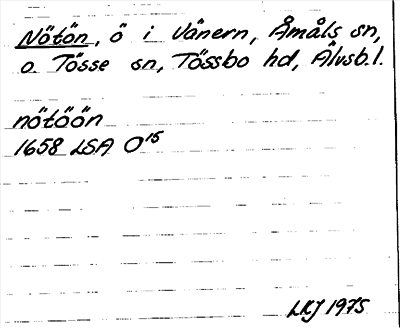 Nötön, ö i Vänern, Åmåls sn,
o. Tösse sn, Tössbo hd, Älvsb.l.
nötöön
1658 LSA O15
LKJ 1975